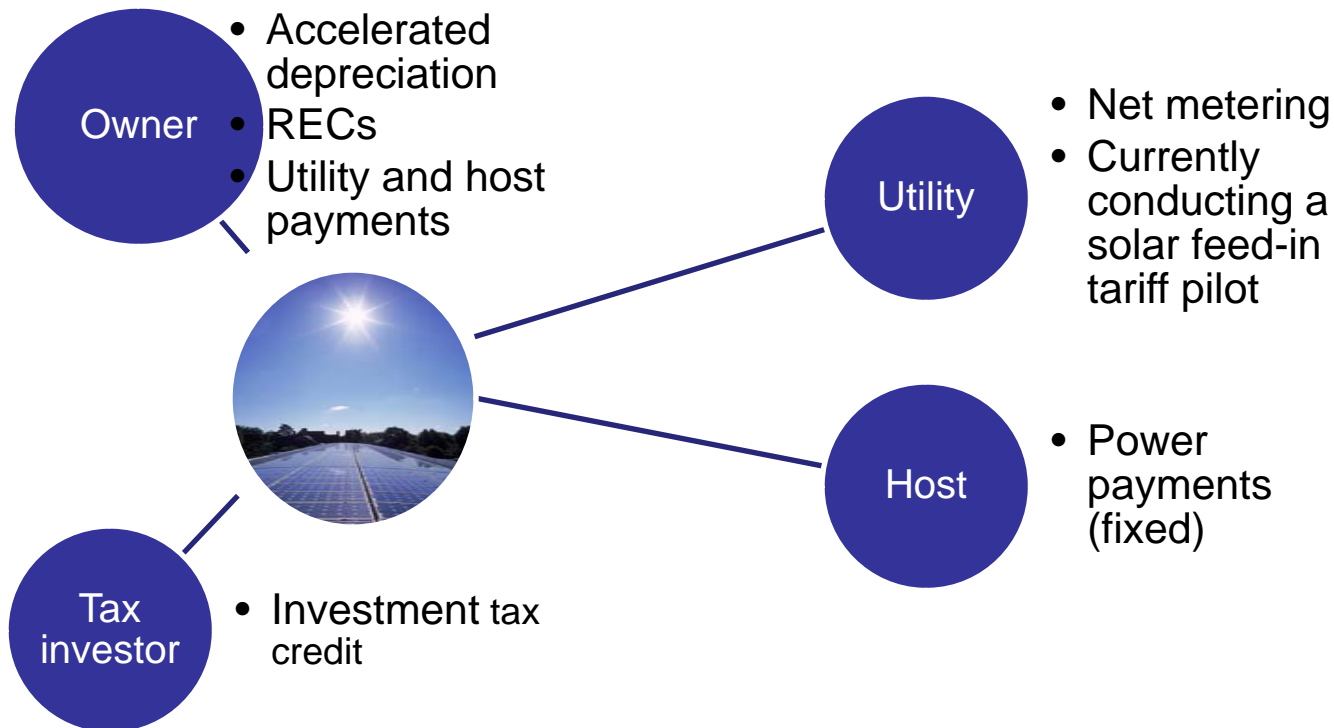 Owner
• Accelerated
depreciation
• RECs
• Utility and host
payments
Utility
• Net metering
• Currently
conducting a
solar feed-in
tariff pilot
Host
• Power
payments
(fixed)
Tax
investor
• Investment tax
credit